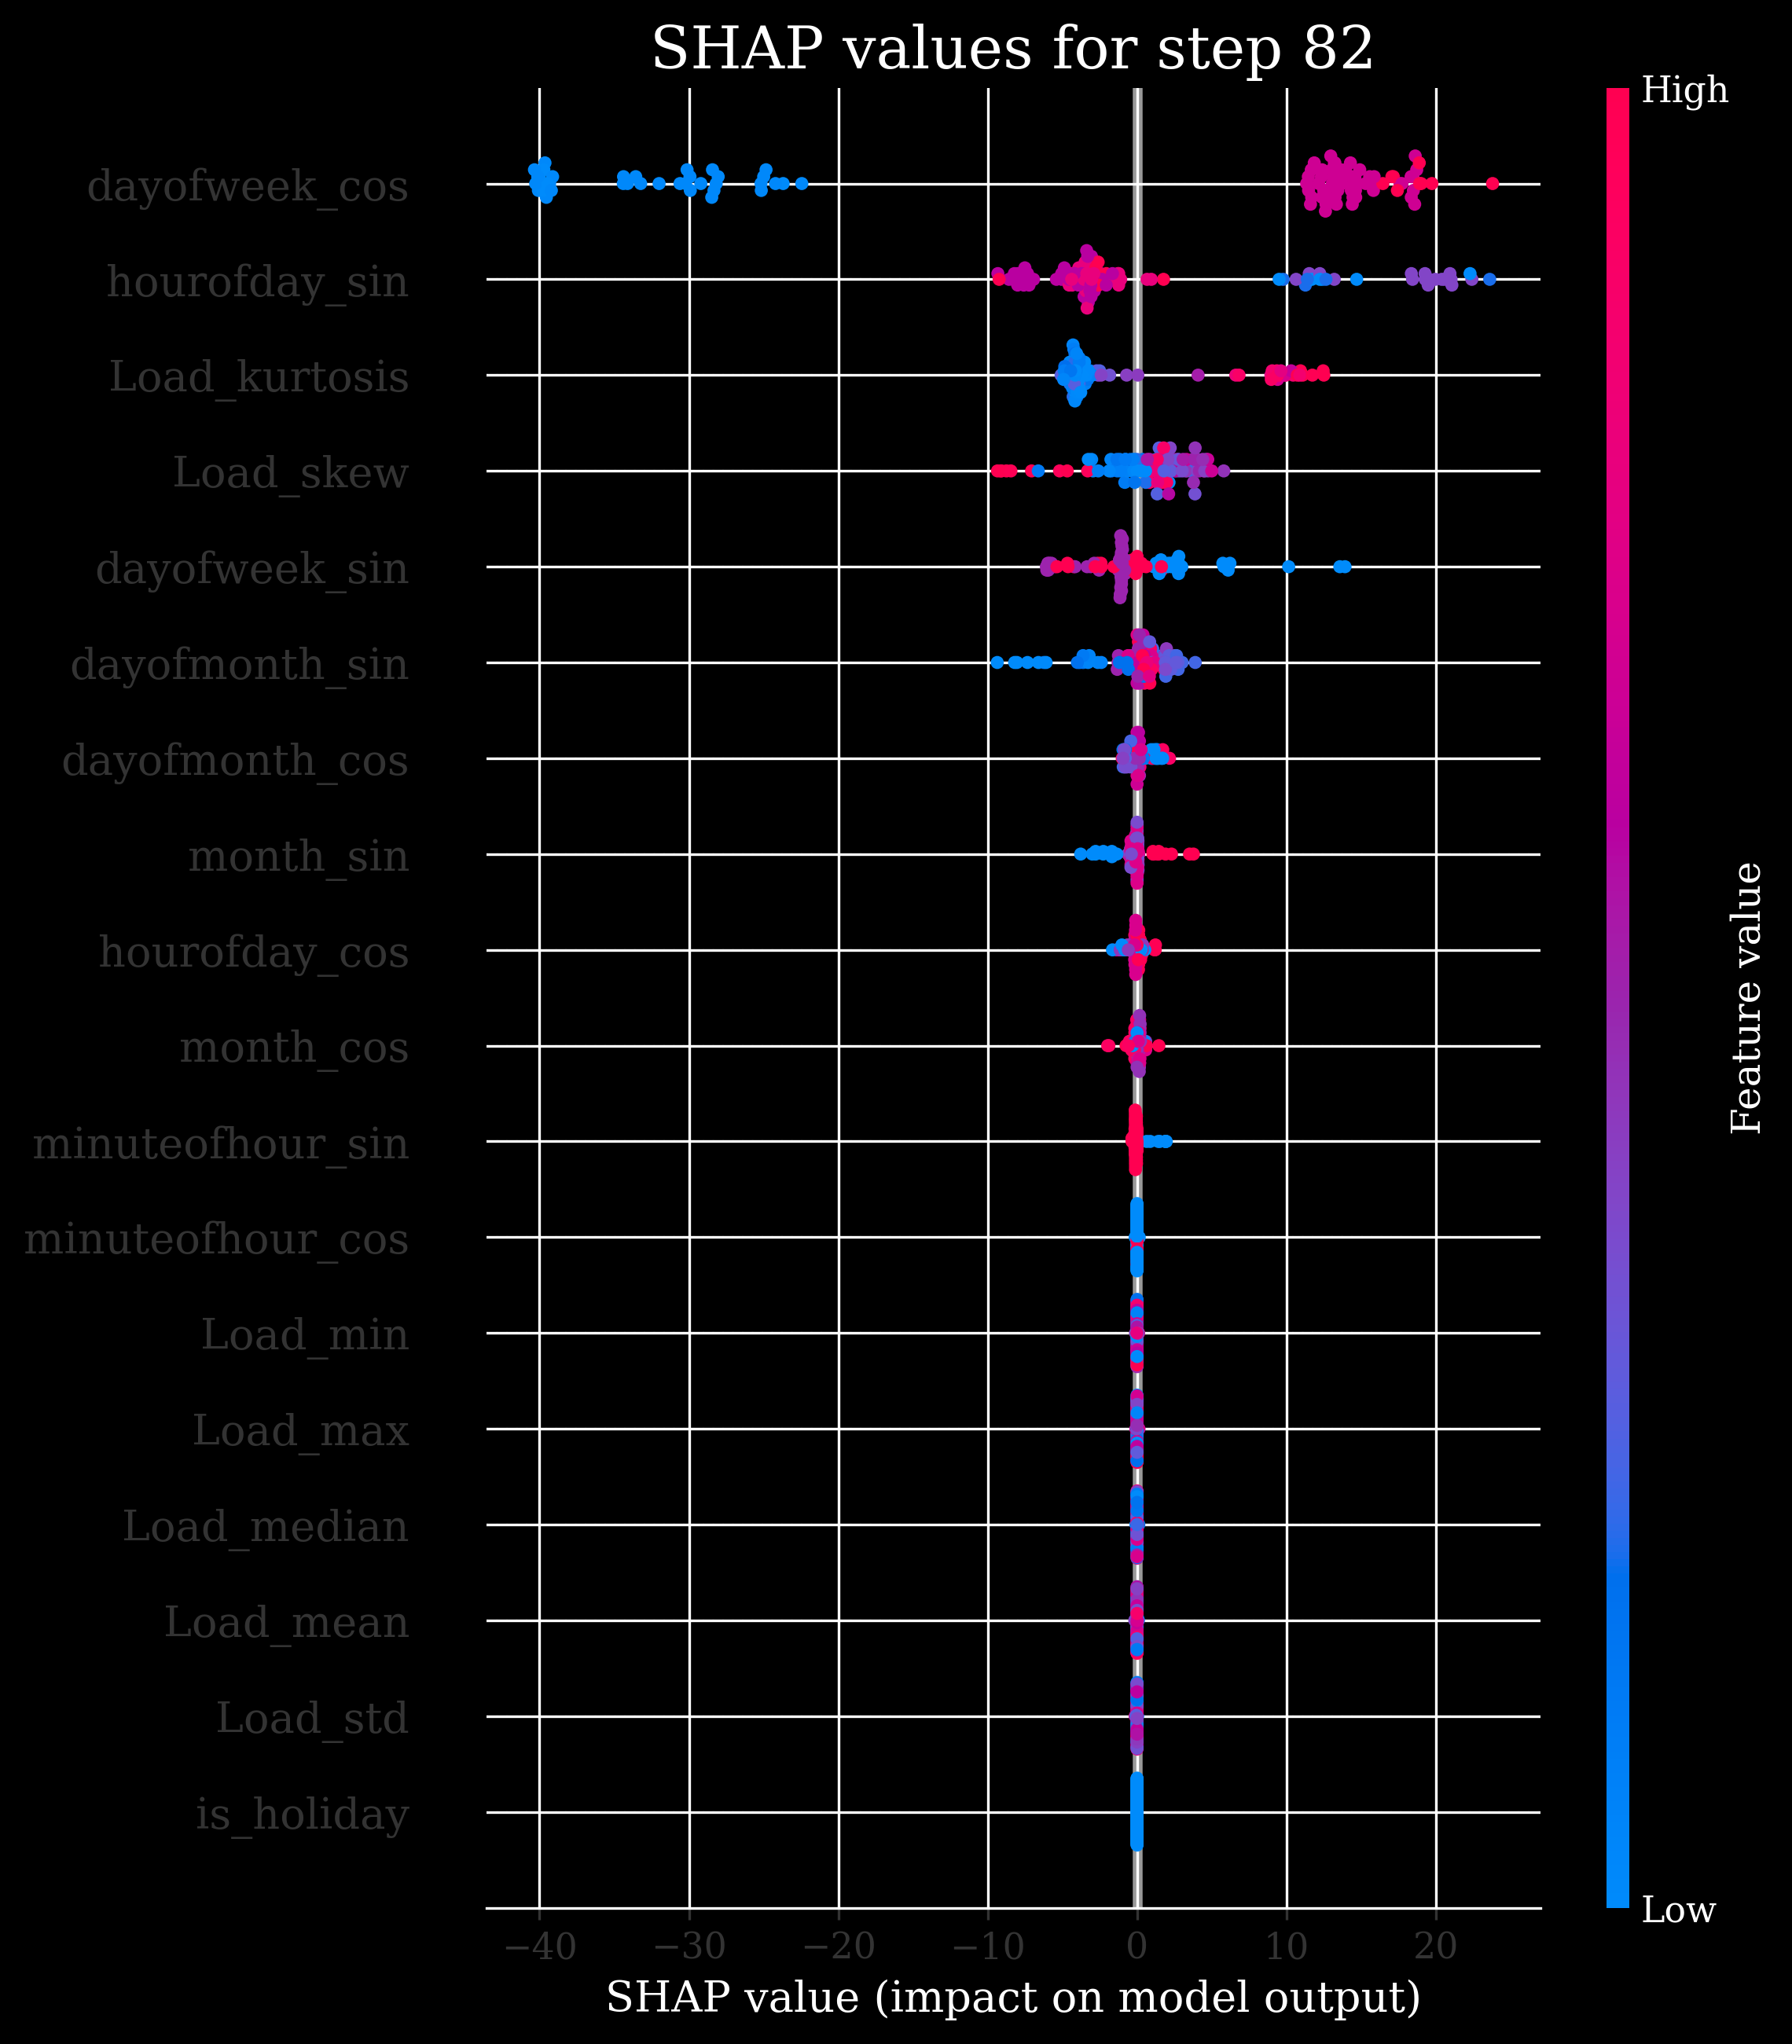 SHAP values for step 82
High
dayofweek_cos
hourofday_sin
Load_kurtosis
Load_skew
dayofweek_sin
dayofmonth_sin
dayofmonth_cos
month_sin
hourofday_cos
month_cos
minuteofhour_sin
minuteofhour_cos
Load_min
Load_max
Load_median
Load_mean
Load_std
is_holiday
Feature value
Low
−40 −30 −20 −10 0 10 20
SHAP value (impact on model output)